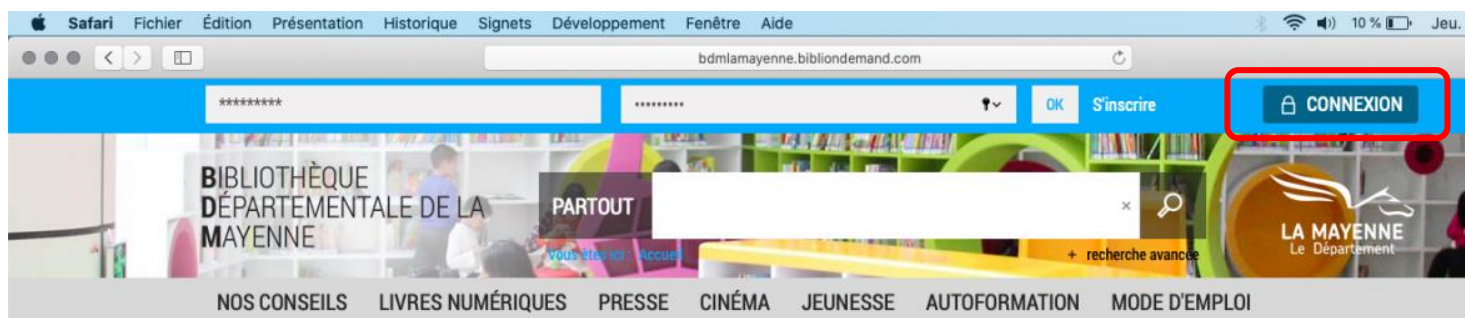 Safari Fichier Édition Présentation Historique Signets Développement Fenêtre Aide 10 % Jeu.
bdmlamayenne.bibliondemand.com
********* ••••••••• OK S'inscrire CONNEXION
BIBLIOTHÈQUE
DÉPARTEMENTALE DE LA
MAYENNE
PARTOUT ×
Vous êtes ici : Accueil + recherche avancée
LA MAYENNE
Le Département
NOS CONSEILS LIVRES NUMÉRIQUES PRESSE CINÉMA JEUNESSE AUTOFORMATION MODE D'EMPLOI